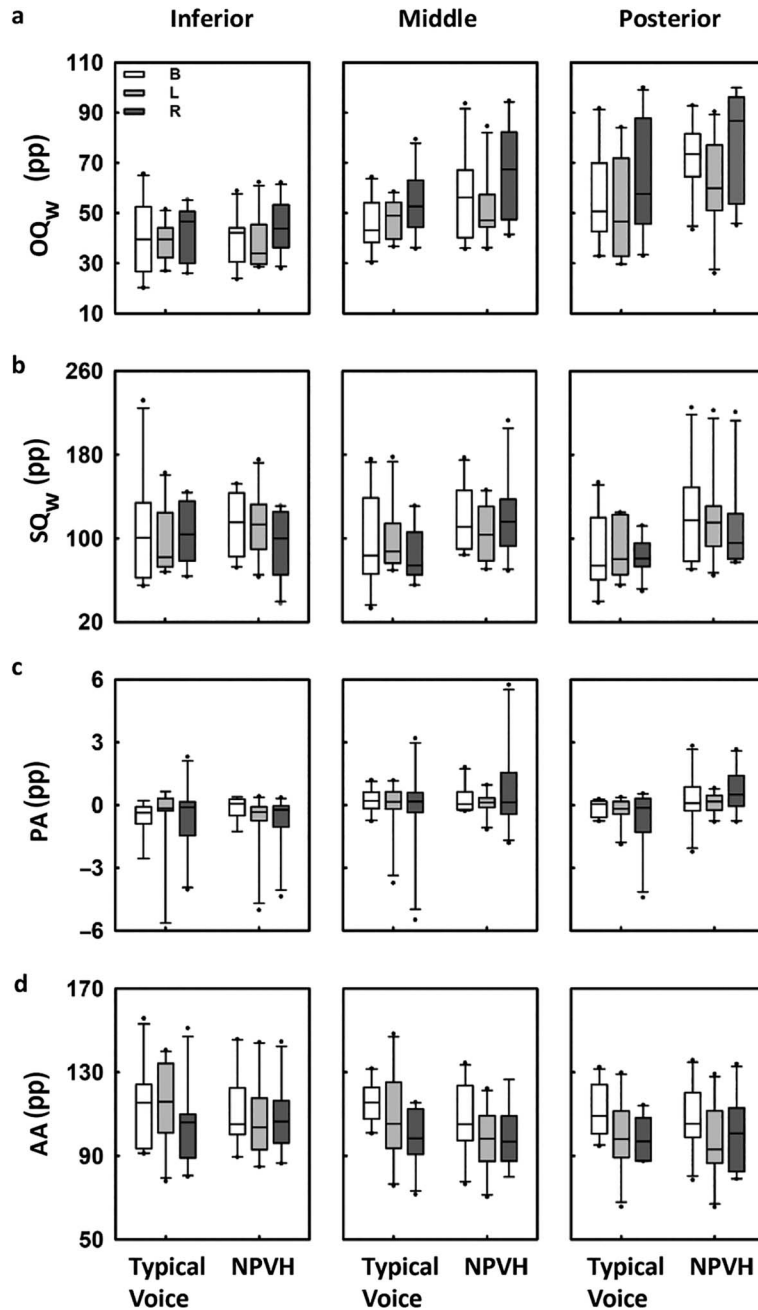 a Inferior Middle Posterior
110
B
90
L
R
70
50
30
10
OQW (pp)
b
260
180
100
20
SQW (pp)
c
6
3
0
–3
–6
PA (pp)
d
170
130
90
50
AA (pp)
Typical NPVH Typical NPVH Typical NPVH
Voice Voice Voice